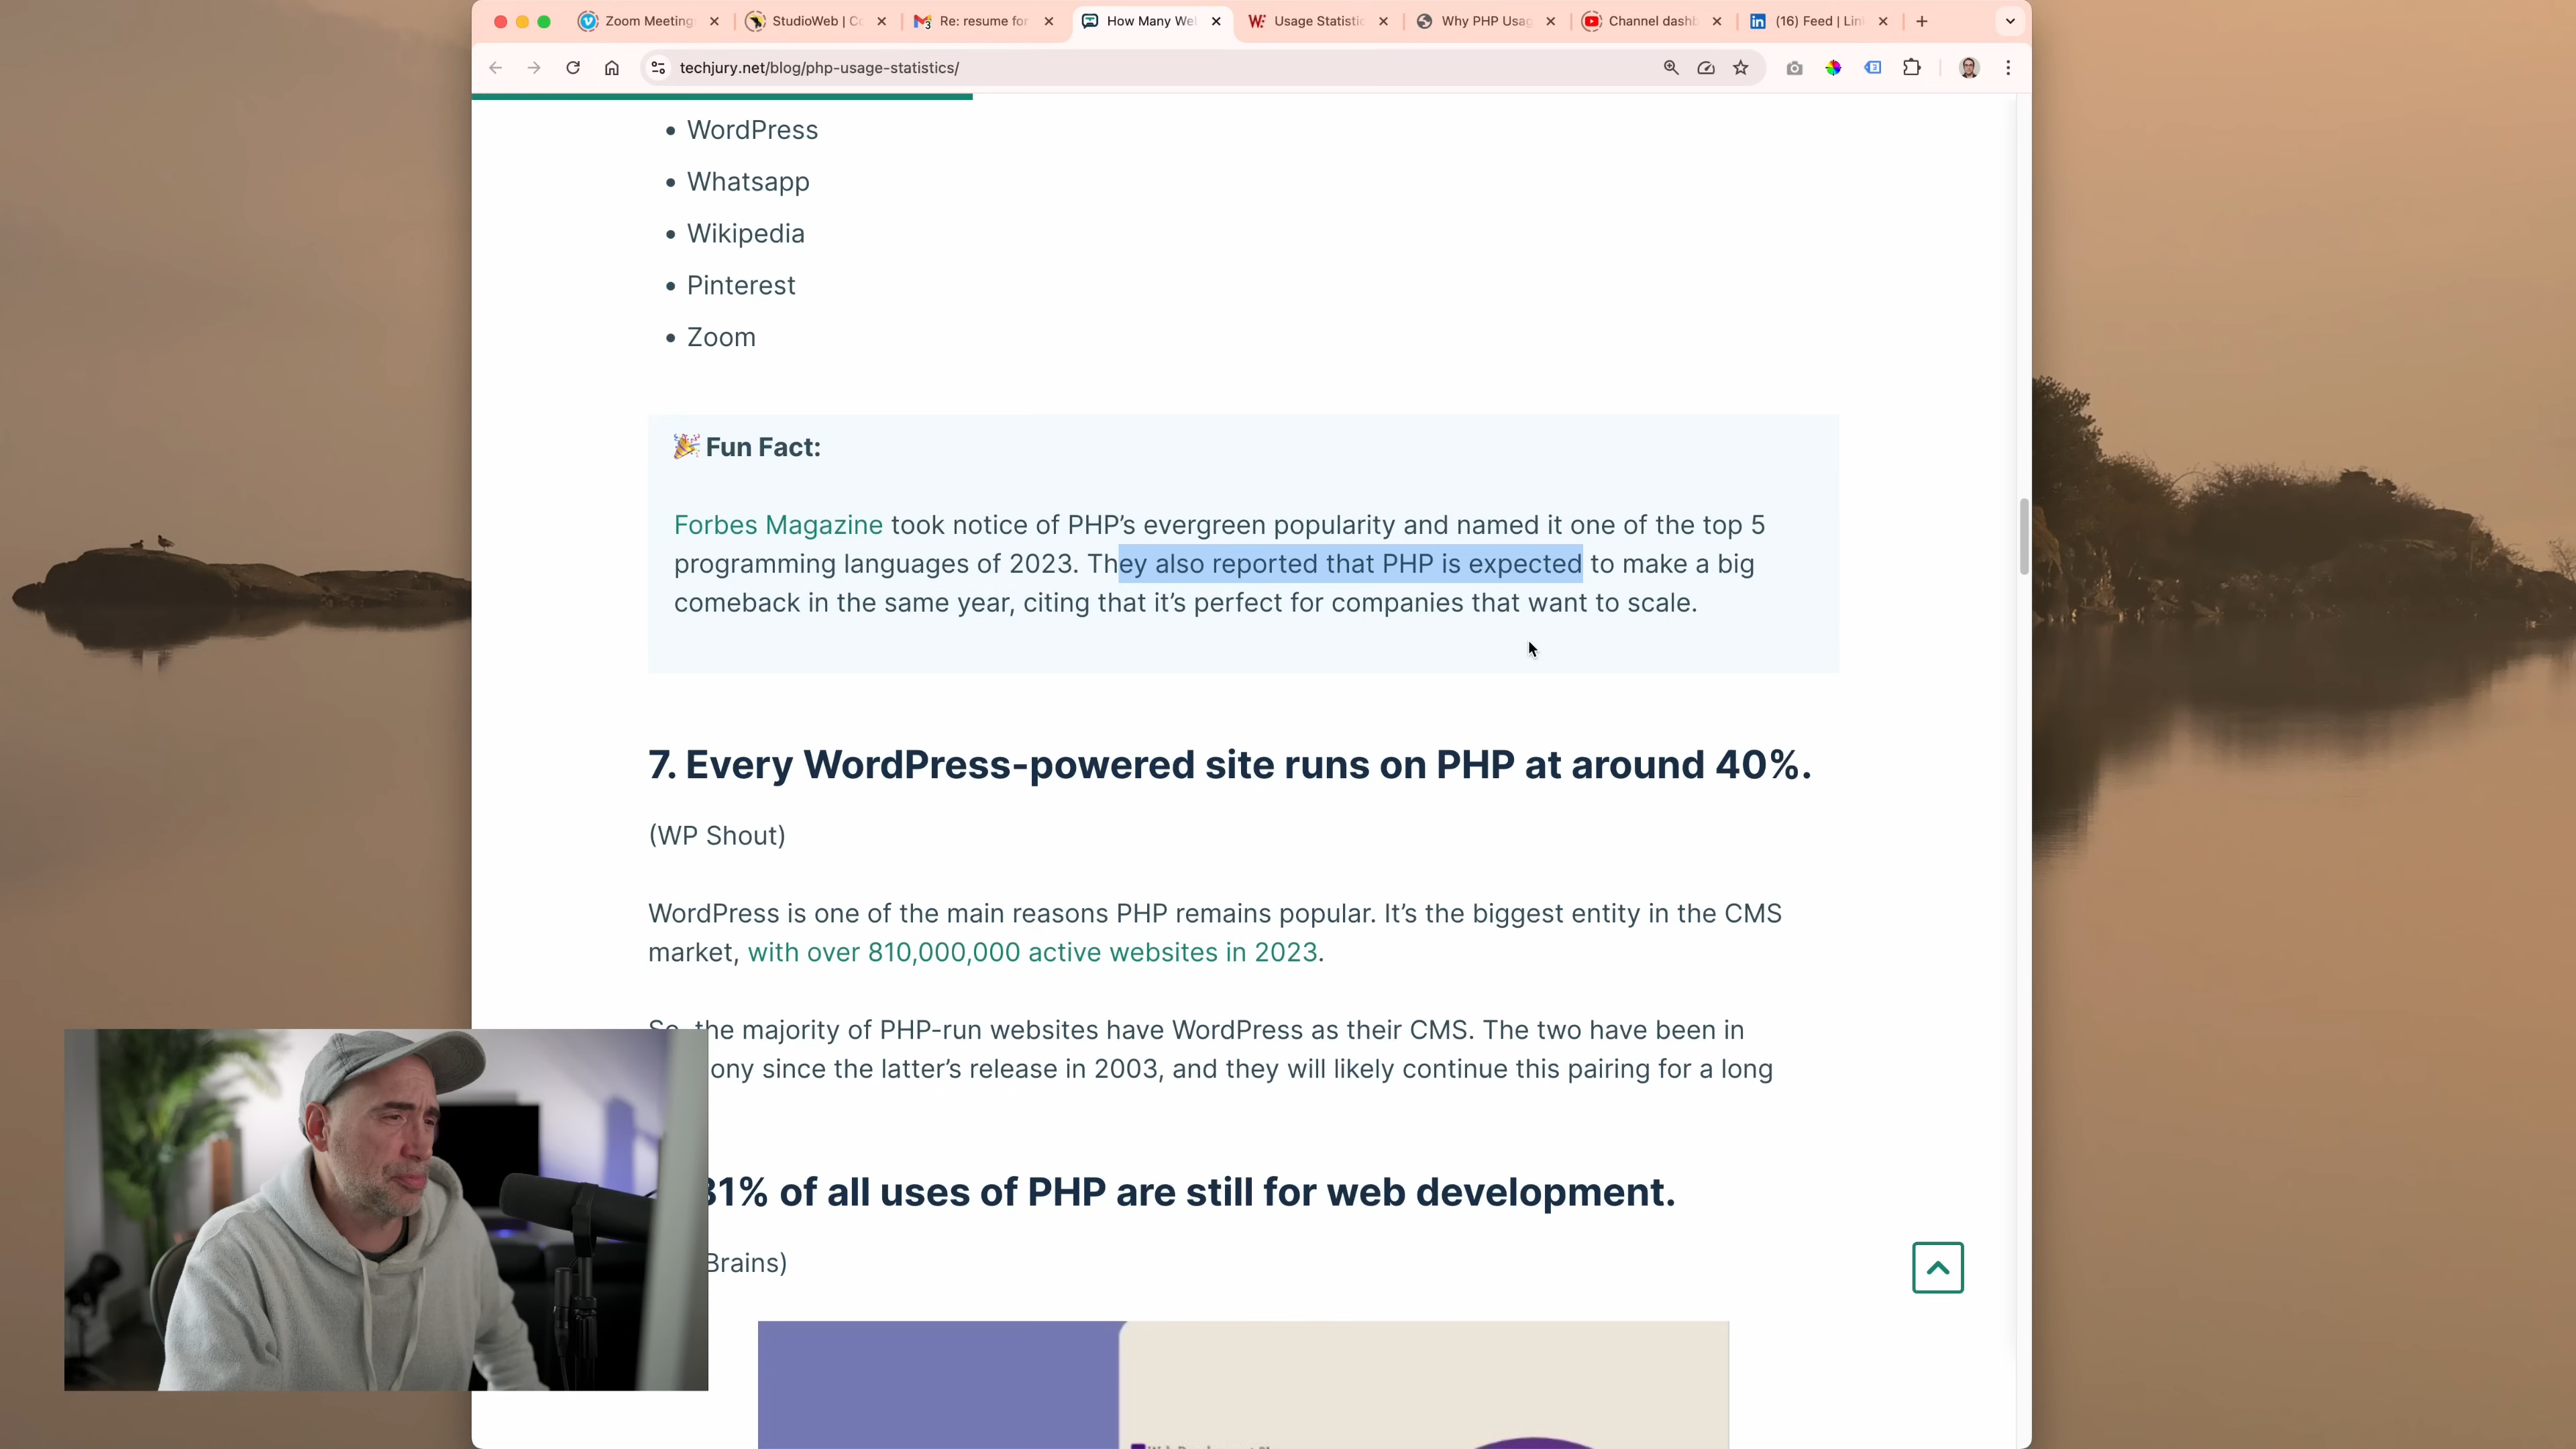 Zoom Meeting
StudioWeb | Co
Re: resume for
How Many We
Usage Statistic
Why PHP Usag
Channel dashb
(16) Feed | Lin
techjury.net/blog/php-usage-statistics/
• WordPress
• Whatsapp
• Wikipedia
• Pinterest
• Zoom
🎉 Fun Fact:
Forbes Magazine took notice of PHP’s evergreen popularity and named it one of the top 5
programming languages of 2023. They also reported that PHP is expected to make a big
comeback in the same year, citing that it’s perfect for companies that want to scale.
7. Every WordPress-powered site runs on PHP at around 40%.
(WP Shout)
WordPress is one of the main reasons PHP remains popular. It’s the biggest entity in the CMS
market, with over 810,000,000 active websites in 2023.
So, the majority of PHP-run websites have WordPress as their CMS. The two have been in
ony since the latter’s release in 2003, and they will likely continue this pairing for a long
31% of all uses of PHP are still for web development.
Brains)